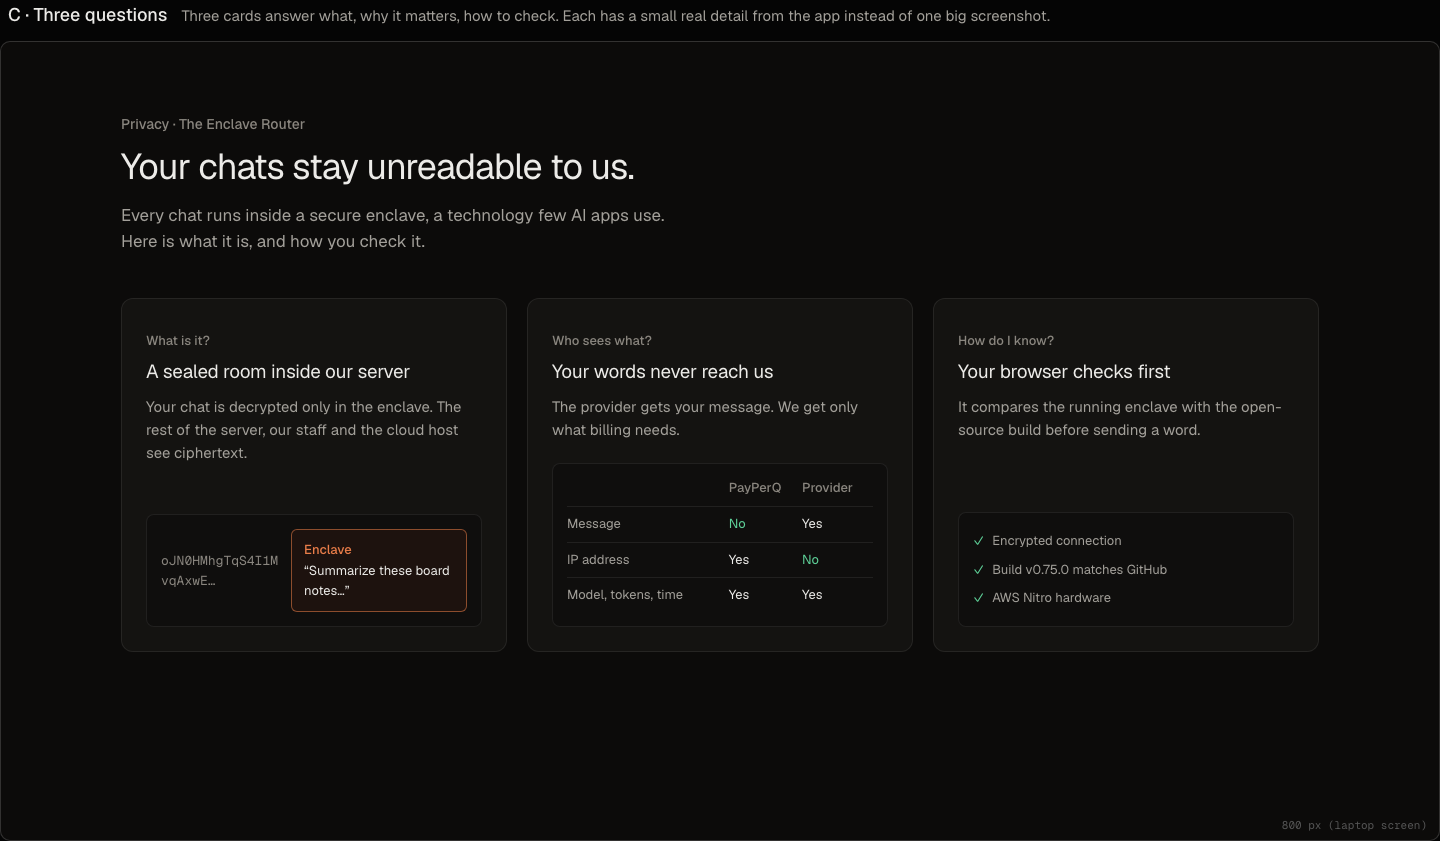 C · Three questions Three cards answer what, why it matters, how to check. Each has a small real detail from the app instead of one big screenshot.
Privacy · The Enclave Router
Your chats stay unreadable to us.
Every chat runs inside a secure enclave, a technology few AI apps use.
Here is what it is, and how you check it.
What is it?
A sealed room inside our server
Your chat is decrypted only in the enclave. The
rest of the server, our staff and the cloud host
see ciphertext.
oJN0HMhgTqS4I1M
vqAxwE…
Enclave
“Summarize these board
notes…”
Who sees what?
Your words never reach us
The provider gets your message. We get only
what billing needs.
PayPerQ Provider
Message No Yes
IP address Yes No
Model, tokens, time Yes Yes
How do I know?
Your browser checks first
It compares the running enclave with the open-
source build before sending a word.
✓ Encrypted connection
✓ Build v0.75.0 matches GitHub
✓ AWS Nitro hardware
800 px (laptop screen)